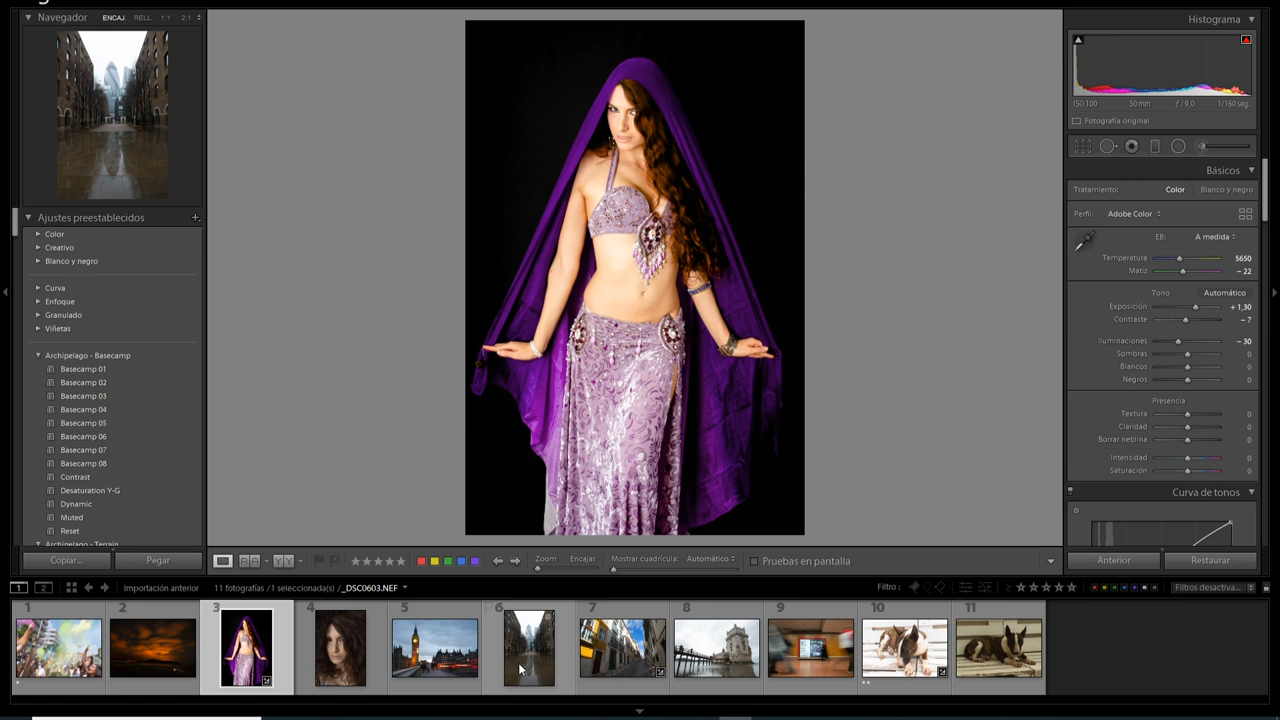 Navegador ENCAJ. RELL. 1:1 2:1
Ajustes preestablecidos +
Color
Creativo
Blanco y negro
Curva
Enfoque
Granulado
Viñetas
Archipelago - Basecamp
Basecamp 01
Basecamp 02
Basecamp 03
Basecamp 04
Basecamp 05
Basecamp 06
Basecamp 07
Basecamp 08
Contrast
Desaturation Y-G
Dynamic
Muted
Reset
Archipelago - Terrain
Copiar... Pegar
Histograma
ISO 100 50 mm ƒ / 9,0 1/160 seg.
Fotografía original
Básicos
Tratamiento: Color Blanco y negro
Perfil: Adobe Color
EB: A medida
Temperatura 5650
Matiz − 22
Tono Automático
Exposición + 1,30
Contraste − 7
Iluminaciones − 30
Sombras 0
Blancos 0
Negros 0
Presencia
Textura 0
Claridad 0
Borrar neblina 0
Intensidad 0
Saturación 0
Curva de tonos
Anterior Restaurar
Zoom Encajar Mostrar cuadrícula: Automático Pruebas en pantalla
1 2 Importación anterior 11 fotografías /1 seleccionada(s) /_DSC0603.NEF Filtro : Filtros desactiva...
1 2 3 4 5 6 7 8 9 10 11